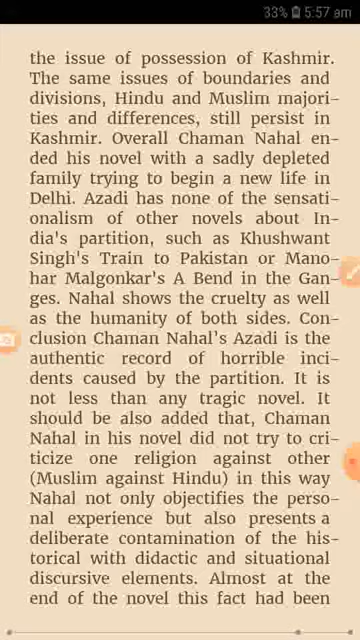 33% 5:57 am
the issue of possession of Kashmir.
The same issues of boundaries and
divisions, Hindu and Muslim majori-
ties and differences, still persist in
Kashmir. Overall Chaman Nahal en-
ded his novel with a sadly depleted
family trying to begin a new life in
Delhi. Azadi has none of the sensati-
onalism of other novels about In-
dia's partition, such as Khushwant
Singh's Train to Pakistan or Mano-
har Malgonkar's A Bend in the Gan-
ges. Nahal shows the cruelty as well
as the humanity of both sides. Con-
clusion Chaman Nahal's Azadi is the
authentic record of horrible inci-
dents caused by the partition. It is
not less than any tragic novel. It
should be also added that, Chaman
Nahal in his novel did not try to cri-
ticize one religion against other
(Muslim against Hindu) in this way
Nahal not only objectifies the perso-
nal experience but also presents a
deliberate contamination of the his-
torical with didactic and situational
discursive elements. Almost at the
end of the novel this fact had been